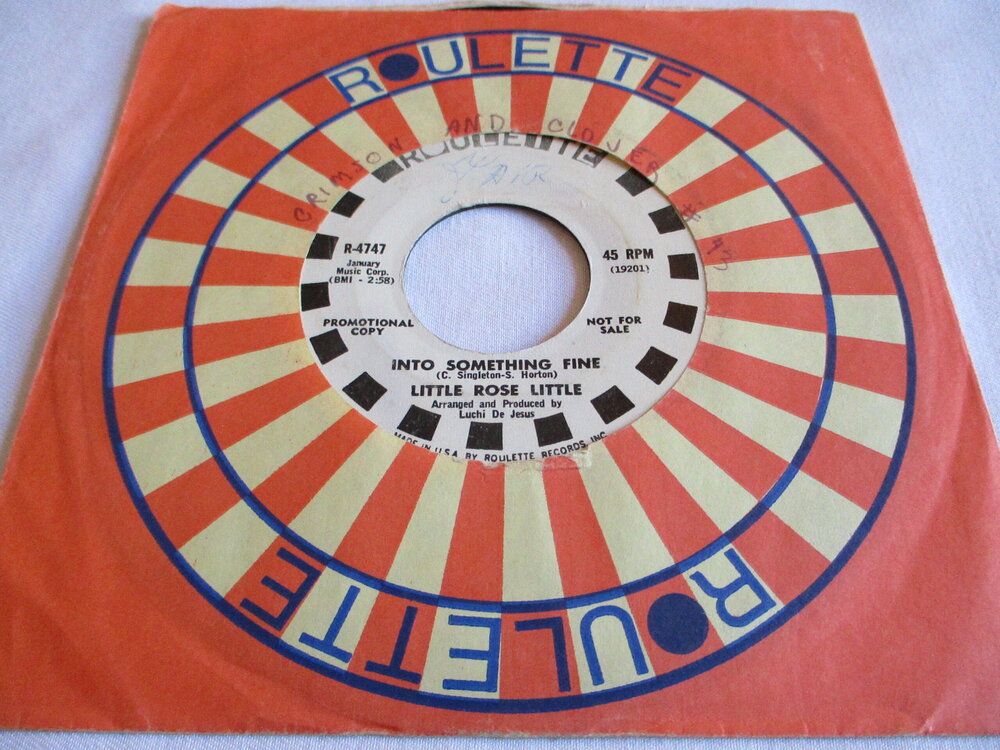 ROULETTE
CRIMSON AND CLOVER
ROULETTE
R-4747
January
Music Corp.
(BMI - 2:58)
45 RPM
(19201)
PROMOTIONAL
COPY
NOT FOR
SALE
INTO SOMETHING FINE
(C. Singleton-S. Horton)
LITTLE ROSE LITTLE
Arranged and Produced by
Luchi De Jesus
MADE IN U.S.A. BY ROULETTE RECORDS, INC.
ROULETTE